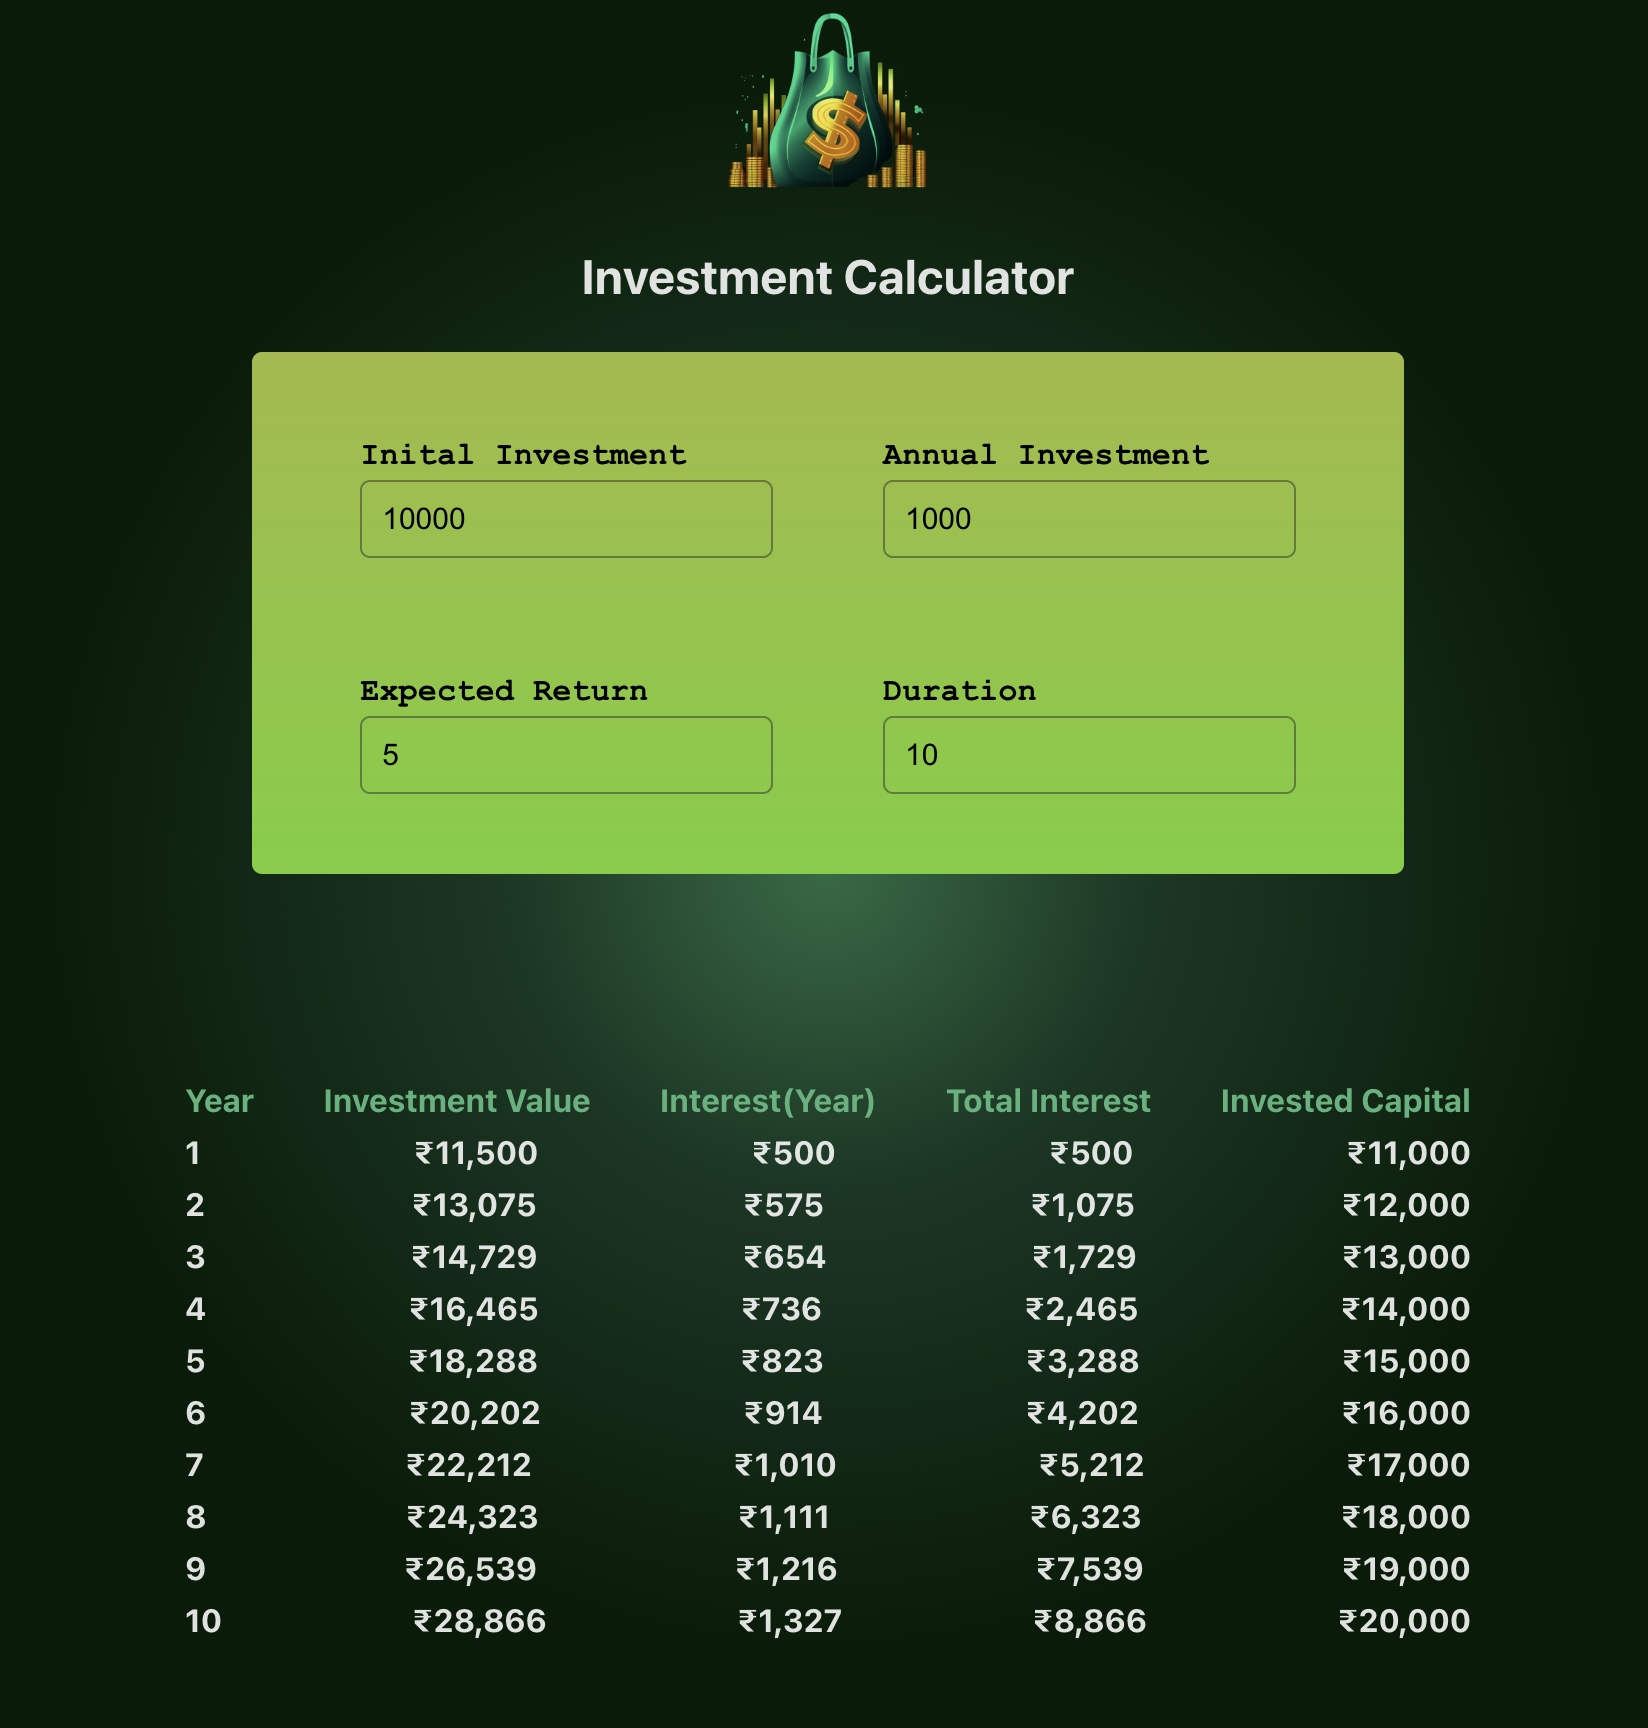 $
Investment Calculator
Inital Investment Annual Investment
10000 1000
Expected Return Duration
5 10
Year Investment Value Interest(Year) Total Interest Invested Capital
1 ₹11,500 ₹500 ₹500 ₹11,000
2 ₹13,075 ₹575 ₹1,075 ₹12,000
3 ₹14,729 ₹654 ₹1,729 ₹13,000
4 ₹16,465 ₹736 ₹2,465 ₹14,000
5 ₹18,288 ₹823 ₹3,288 ₹15,000
6 ₹20,202 ₹914 ₹4,202 ₹16,000
7 ₹22,212 ₹1,010 ₹5,212 ₹17,000
8 ₹24,323 ₹1,111 ₹6,323 ₹18,000
9 ₹26,539 ₹1,216 ₹7,539 ₹19,000
10 ₹28,866 ₹1,327 ₹8,866 ₹20,000